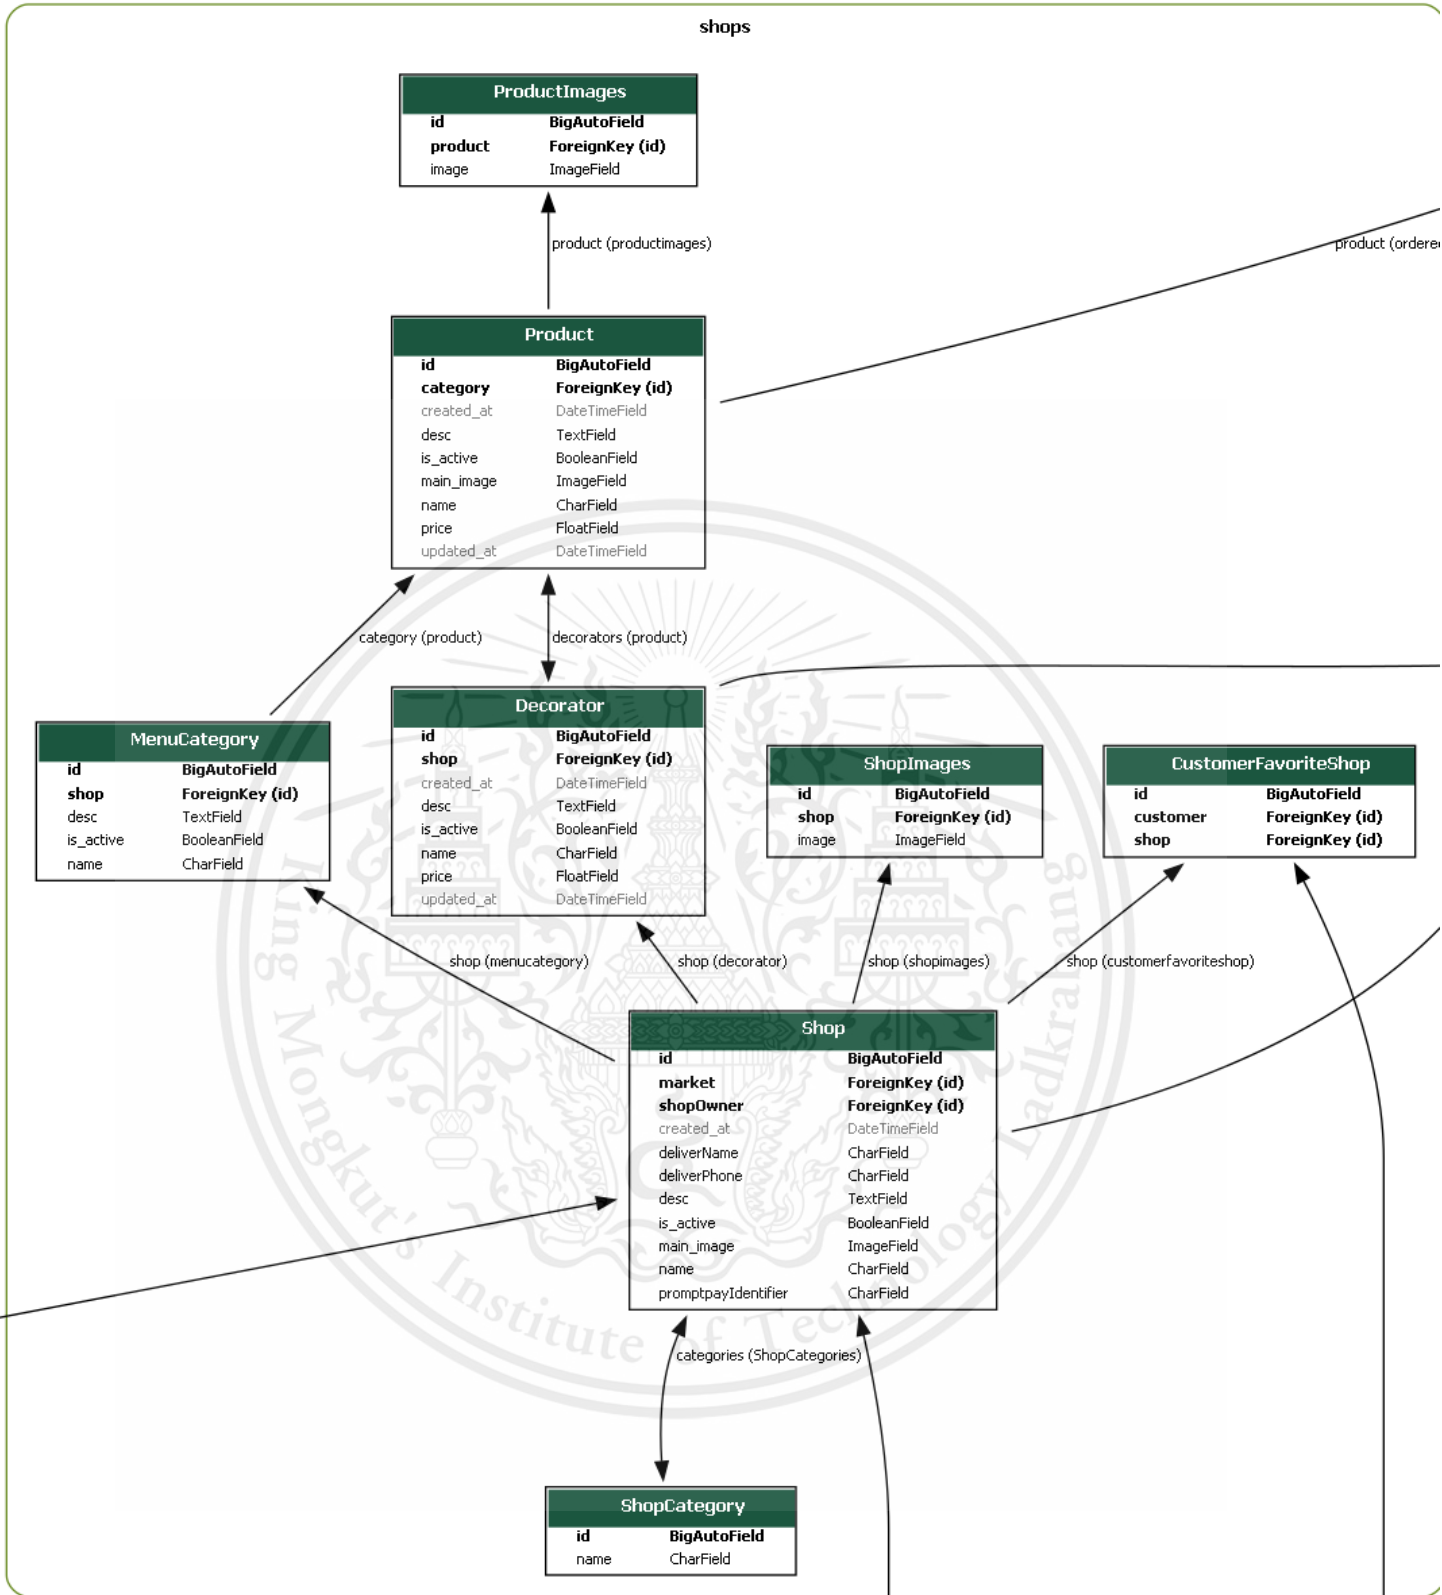 shops
ProductImages
id BigAutoField
product ForeignKey (id)
image ImageField
product (productimages)
product (ordere
Product
id BigAutoField
category ForeignKey (id)
created_at DateTimeField
desc TextField
is_active BooleanField
main_image ImageField
name CharField
price FloatField
updated_at DateTimeField
category (product)
decorators (product)
MenuCategory
id BigAutoField
shop ForeignKey (id)
desc TextField
is_active BooleanField
name CharField
Decorator
id BigAutoField
shop ForeignKey (id)
created_at DateTimeField
desc TextField
is_active BooleanField
name CharField
price FloatField
updated_at DateTimeField
ShopImages
id BigAutoField
shop ForeignKey (id)
image ImageField
CustomerFavoriteShop
id BigAutoField
customer ForeignKey (id)
shop ForeignKey (id)
shop (menucategory)
shop (decorator)
shop (shopimages)
shop (customerfavoriteshop)
Shop
id BigAutoField
market ForeignKey (id)
shopOwner ForeignKey (id)
created_at DateTimeField
deliverName CharField
deliverPhone CharField
desc TextField
is_active BooleanField
main_image ImageField
name CharField
promptpayIdentifier CharField
categories (ShopCategories)
ShopCategory
id BigAutoField
name CharField
King Mongkut's Institute of Technology Ladkrabang